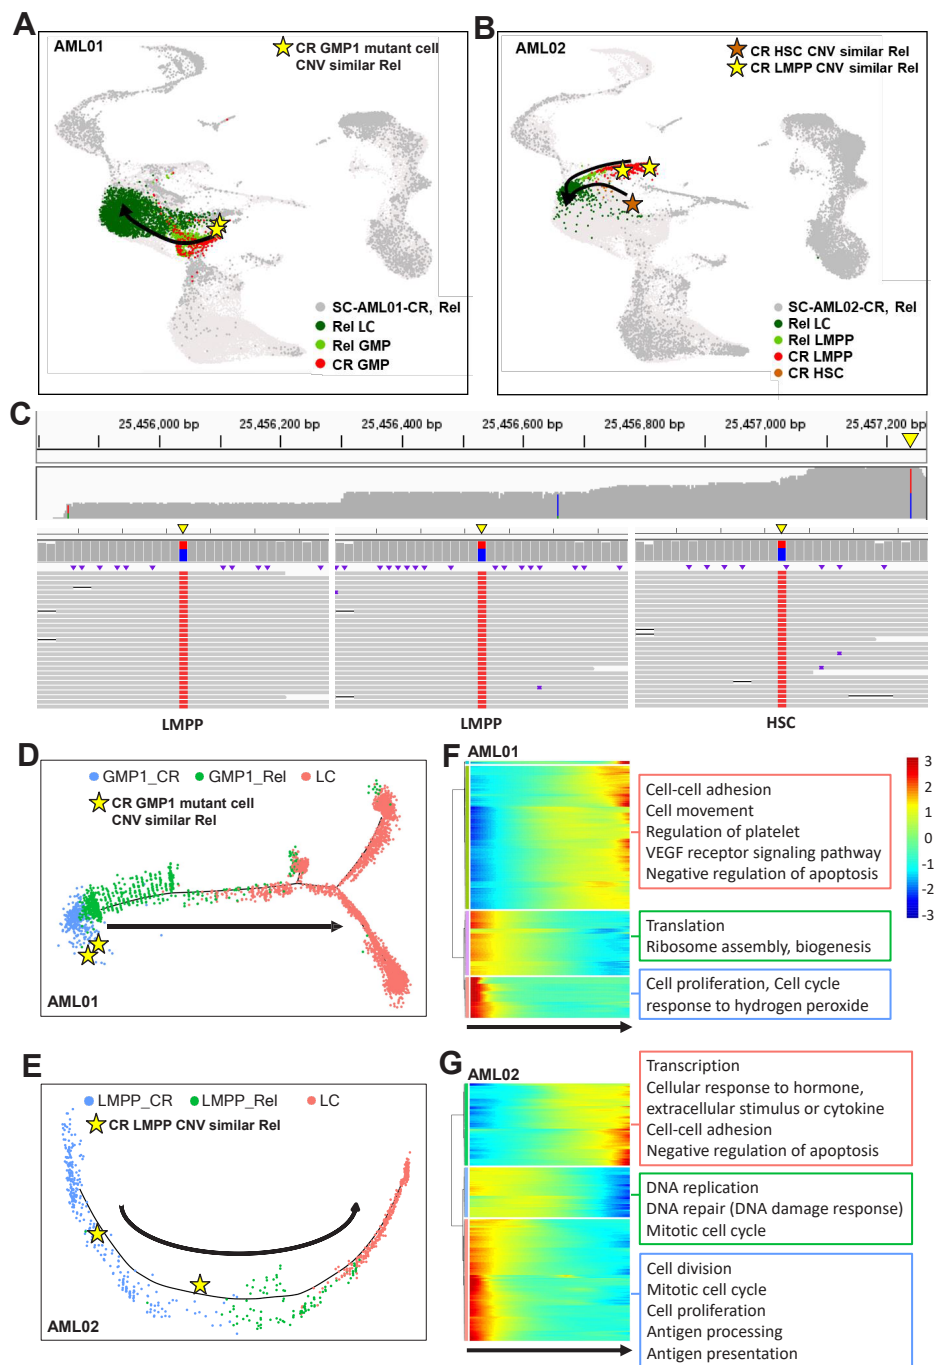 A
AML01
CR GMP1 mutant cell
CNV similar Rel
SC-AML01-CR, Rel
Rel LC
Rel GMP
CR GMP
B
AML02
CR HSC CNV similar Rel
CR LMPP CNV similar Rel
SC-AML02-CR, Rel
Rel LC
Rel LMPP
CR LMPP
CR HSC
C
25,456,000 bp 25,456,200 bp 25,456,400 bp 25,456,600 bp 25,456,800 bp 25,457,000 bp 25,457,200 bp
LMPP LMPP HSC
D
GMP1_CR GMP1_Rel LC
CR GMP1 mutant cell
CNV similar Rel
AML01
E
LMPP_CR LMPP_Rel LC
CR LMPP CNV similar Rel
AML02
F
AML01
Cell-cell adhesion
Cell movement
Regulation of platelet
VEGF receptor signaling pathway
Negative regulation of apoptosis
Translation
Ribosome assembly, biogenesis
Cell proliferation, Cell cycle
response to hydrogen peroxide
3
2
1
0
-1
-2
-3
G
AML02
Transcription
Cellular response to hormone,
extracellular stimulus or cytokine
Cell-cell adhesion
Negative regulation of apoptosis
DNA replication
DNA repair (DNA damage response)
Mitotic cell cycle
Cell division
Mitotic cell cycle
Cell proliferation
Antigen processing
Antigen presentation